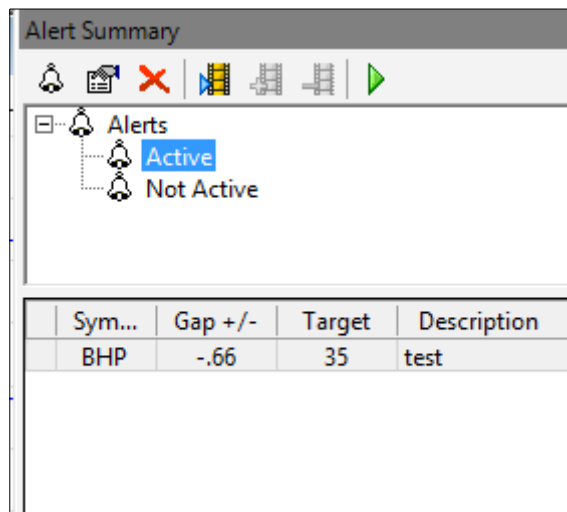 Alert Summary
Alerts
Active
Not Active
Sym... Gap +/- Target Description
BHP -.66 35 test